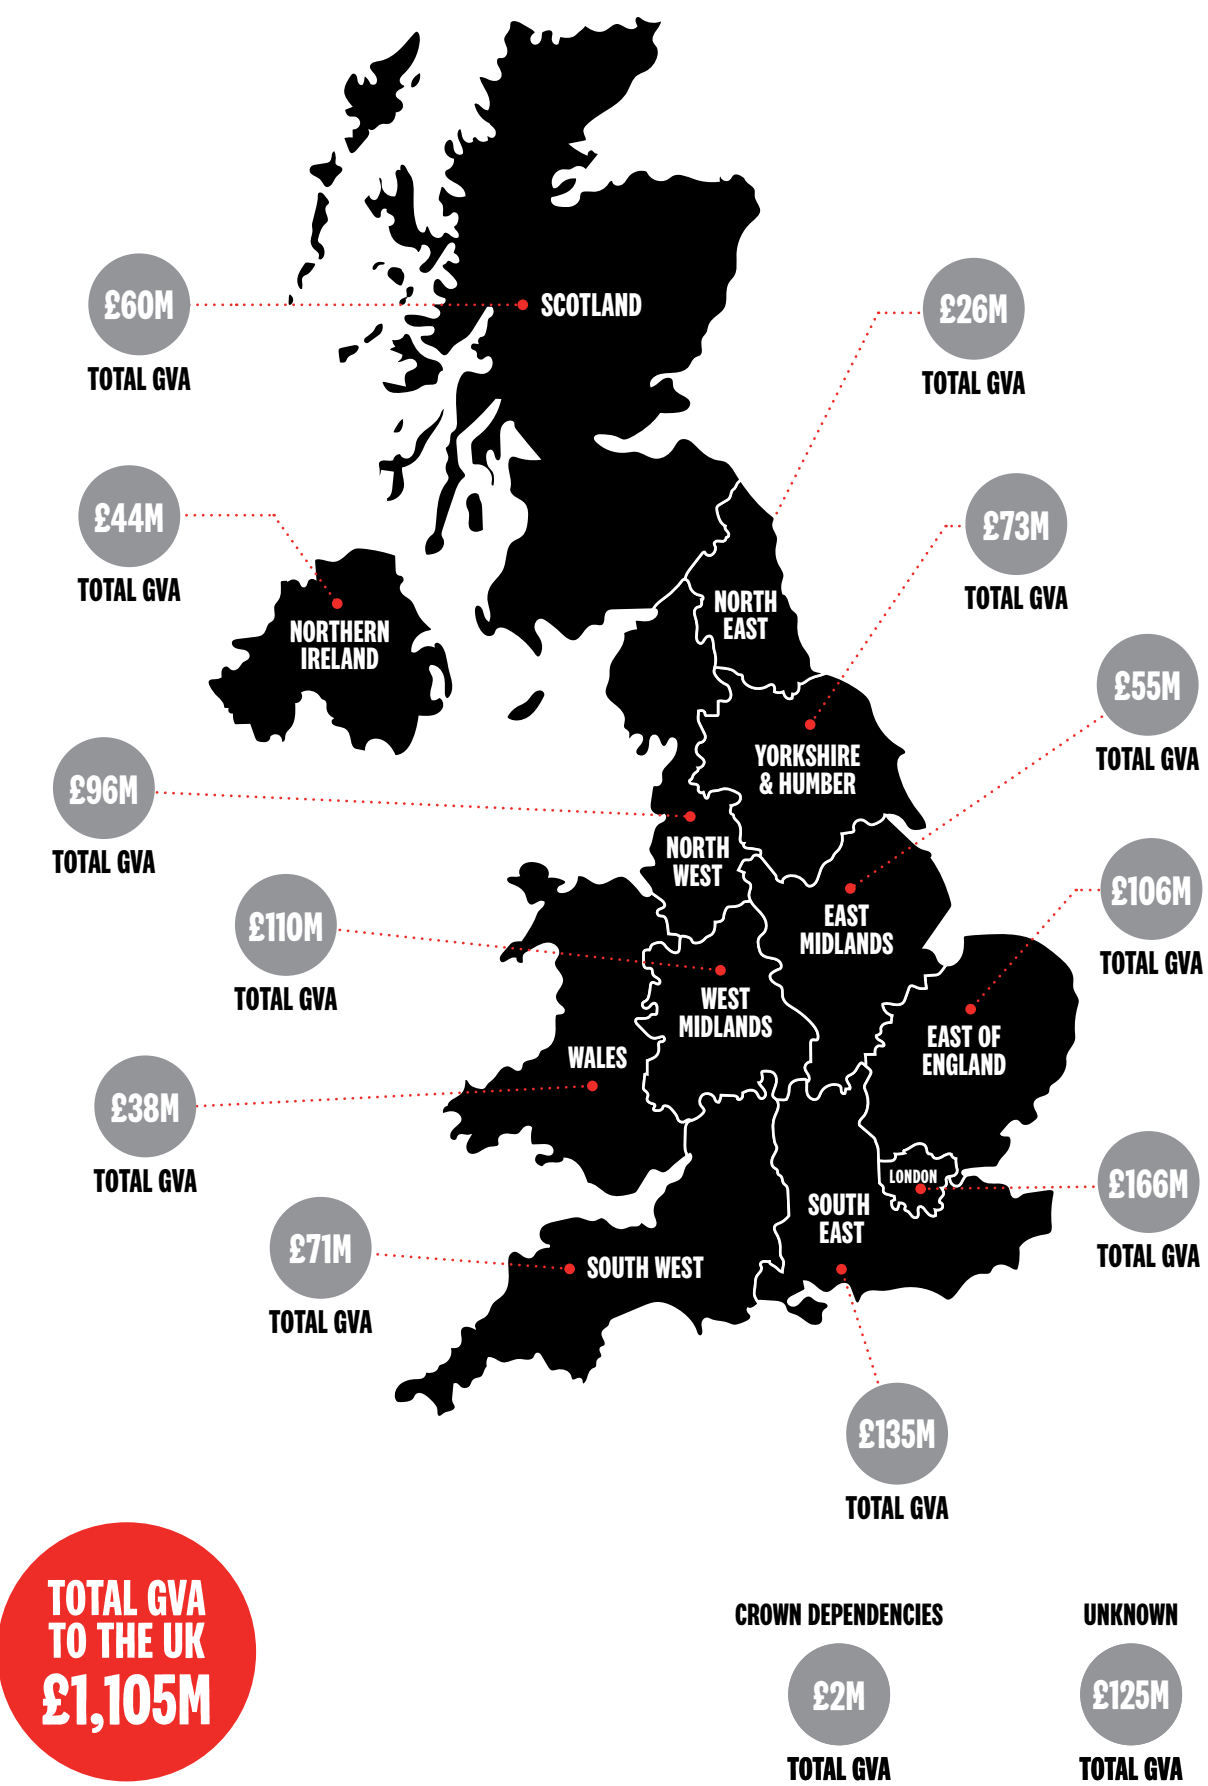 £60M
TOTAL GVA
SCOTLAND
£26M
TOTAL GVA
£44M
TOTAL GVA
NORTHERN
IRELAND
£73M
TOTAL GVA
NORTH
EAST
£55M
TOTAL GVA
YORKSHIRE
& HUMBER
£96M
TOTAL GVA
NORTH
WEST
£106M
TOTAL GVA
EAST
MIDLANDS
£110M
TOTAL GVA
WEST
MIDLANDS
EAST OF
ENGLAND
WALES
£38M
TOTAL GVA
LONDON
£166M
TOTAL GVA
SOUTH
EAST
£71M
TOTAL GVA
SOUTH WEST
£135M
TOTAL GVA
TOTAL GVA
TO THE UK
£1,105M
CROWN DEPENDENCIES
£2M
TOTAL GVA
UNKNOWN
£125M
TOTAL GVA